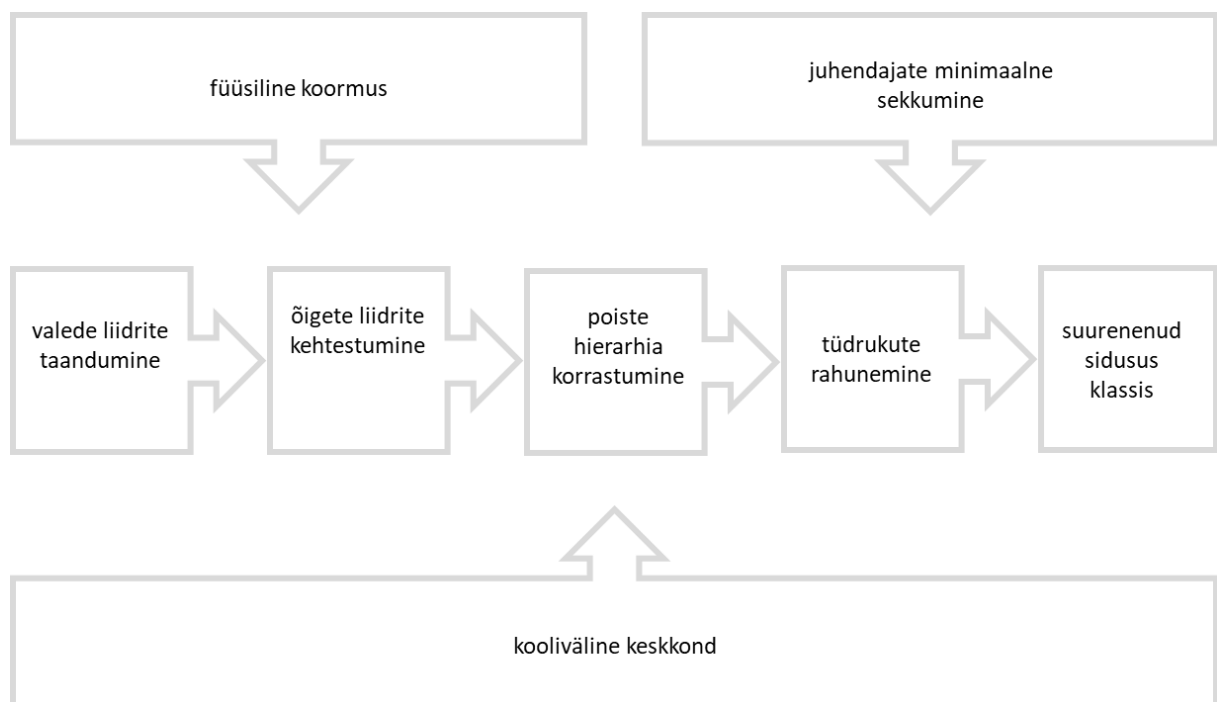 füüsiline koormus
juhendajate minimaalne
sekkumine
valede liidrite
taandumine
õigete liidrite
kehtestumine
poiste
hierarhia
korrastumine
tüdrukute
rahunemine
suurenenud
sidusus
klassis
kooliväline keskkond